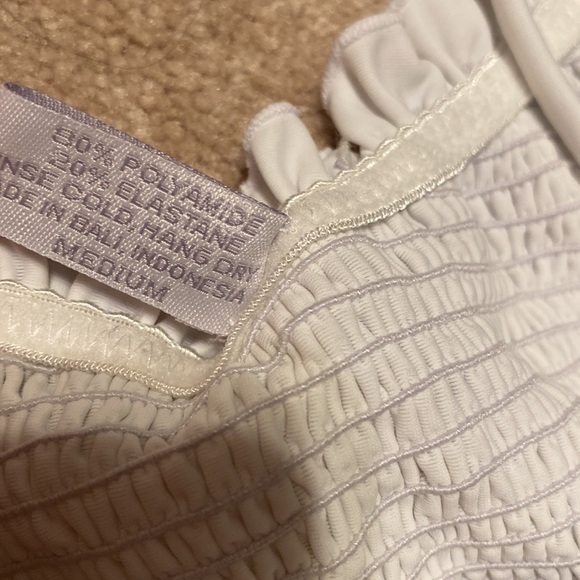 80% POLYAMIDE
20% ELASTANE
NSE COLD, HANG DRY
ADE IN BALI, INDONESIA
MEDIUM